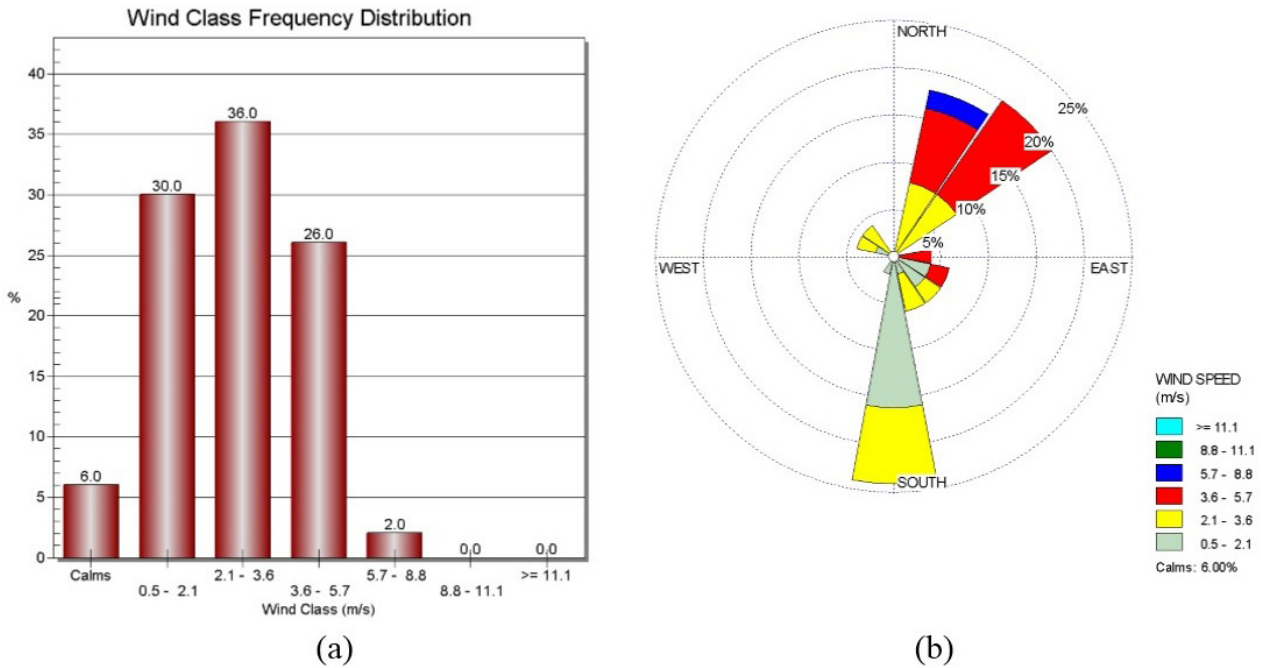 Wind Class Frequency Distribution
40
35
30
25
20
15
10
5
0
%
6.0
30.0
36.0
26.0
2.0
0.0
0.0
Calms
0.5 - 2.1
2.1 - 3.6
3.6 - 5.7
5.7 - 8.8
8.8 - 11.1
>= 11.1
Wind Class (m/s)
(a)
NORTH
25%
20%
15%
10%
5%
WEST
EAST
SOUTH
WIND SPEED
(m/s)
>= 11.1
8.8 - 11.1
5.7 - 8.8
3.6 - 5.7
2.1 - 3.6
0.5 - 2.1
Calms: 6.00%
(b)